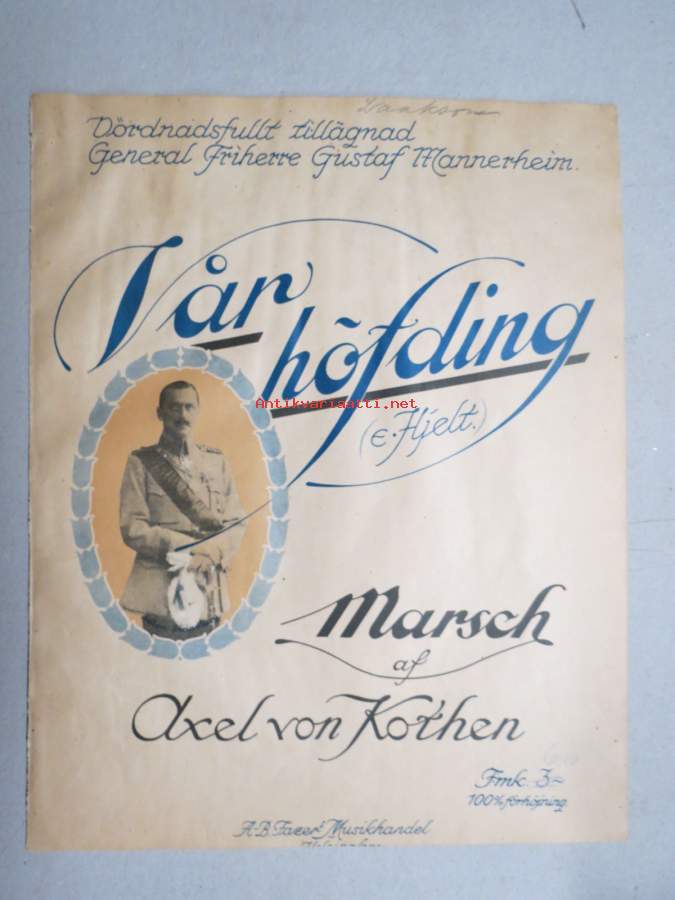 Vördnadsfullt tillägnad
General Friherre Gustaf Mannerheim.
Vår
höfding
Antikvariaatti.net
(E. Hjelt.)
Marsch
af
Axel von Kothen
Fmk. 3:-
100% förhöjning.
A-B. Fazers Musikhandel